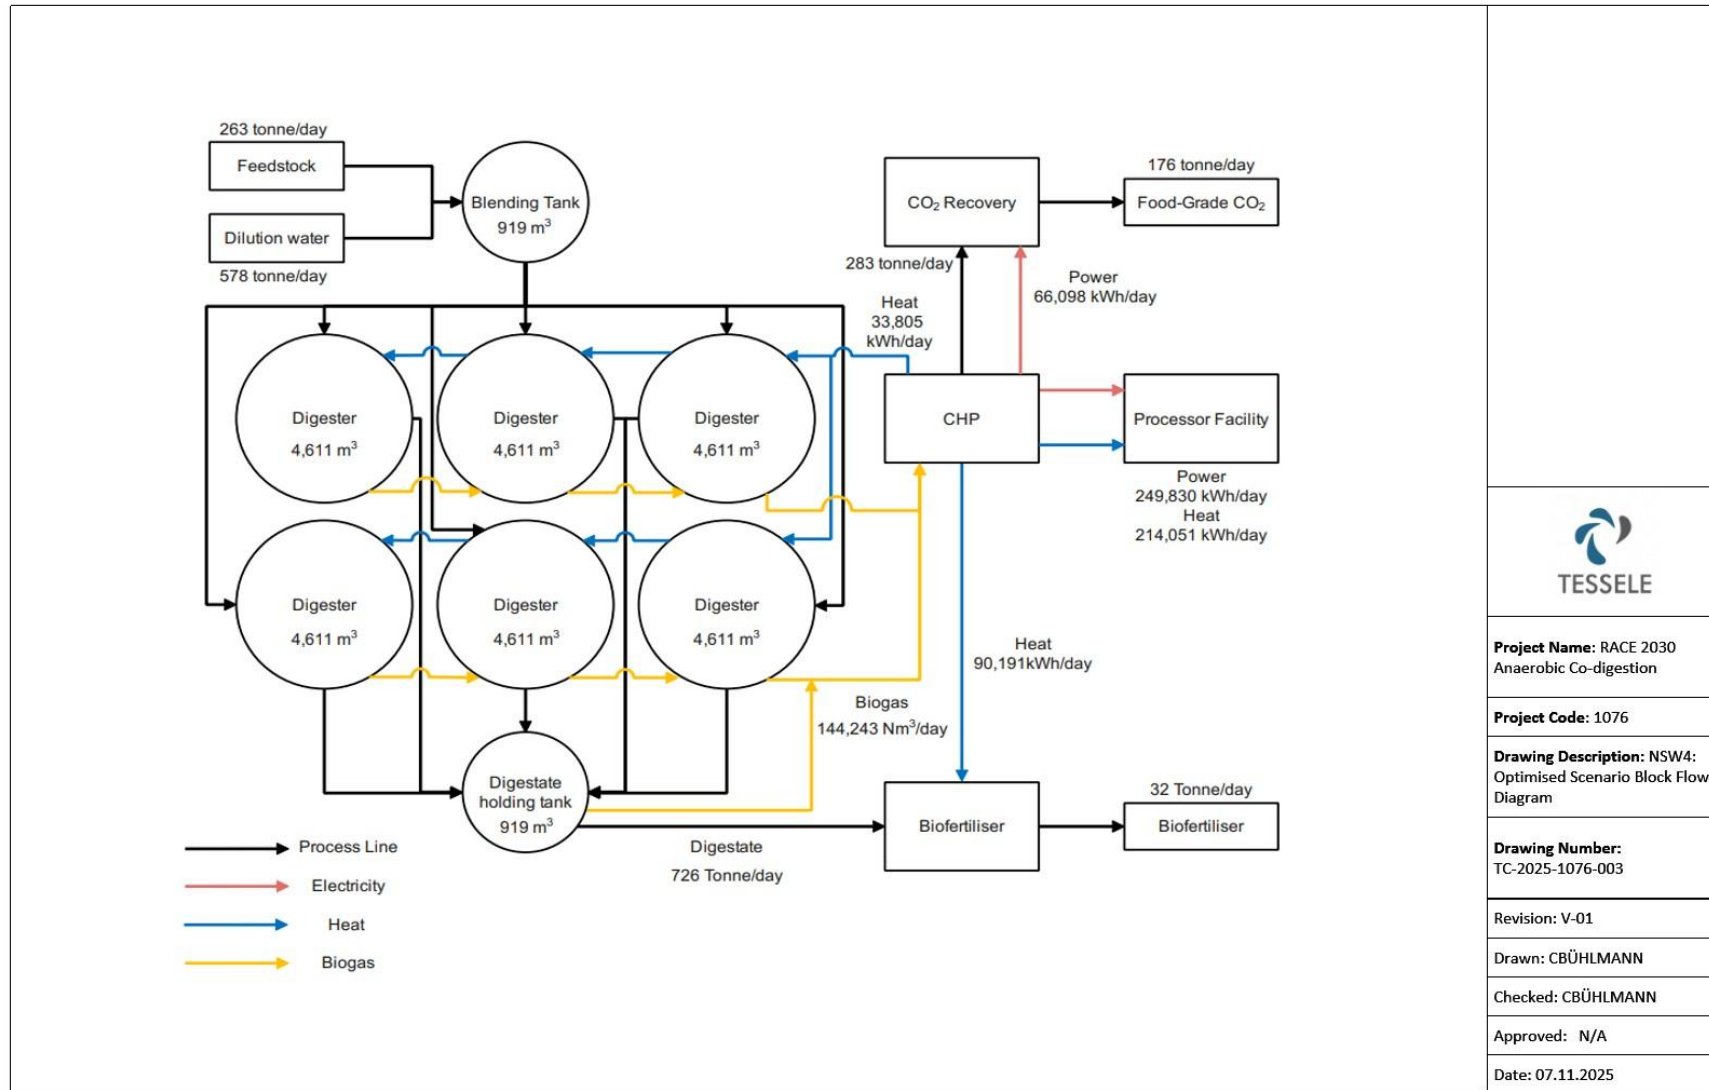 263 tonne/day
Feedstock
Dilution water
578 tonne/day
Blending Tank
919 m³
CO₂ Recovery
176 tonne/day
Food-Grade CO₂
283 tonne/day
Power
66,098 kWh/day
Heat
33,805
kWh/day
Digester
4,611 m³
Digester
4,611 m³
Digester
4,611 m³
CHP
Processor Facility
Power
249,830 kWh/day
Heat
214,051 kWh/day
Digester
4,611 m³
Digester
4,611 m³
Digester
4,611 m³
Heat
90,191kWh/day
Biogas
144,243 Nm³/day
Digestate
holding tank
919 m³
Digestate
726 Tonne/day
Biofertiliser
32 Tonne/day
Biofertiliser
Process Line
Electricity
Heat
Biogas
TESSELE
Project Name: RACE 2030
Anaerobic Co-digestion
Project Code: 1076
Drawing Description: NSW4:
Optimised Scenario Block Flow
Diagram
Drawing Number:
TC-2025-1076-003
Revision: V-01
Drawn: CBÜHLMANN
Checked: CBÜHLMANN
Approved: N/A
Date: 07.11.2025